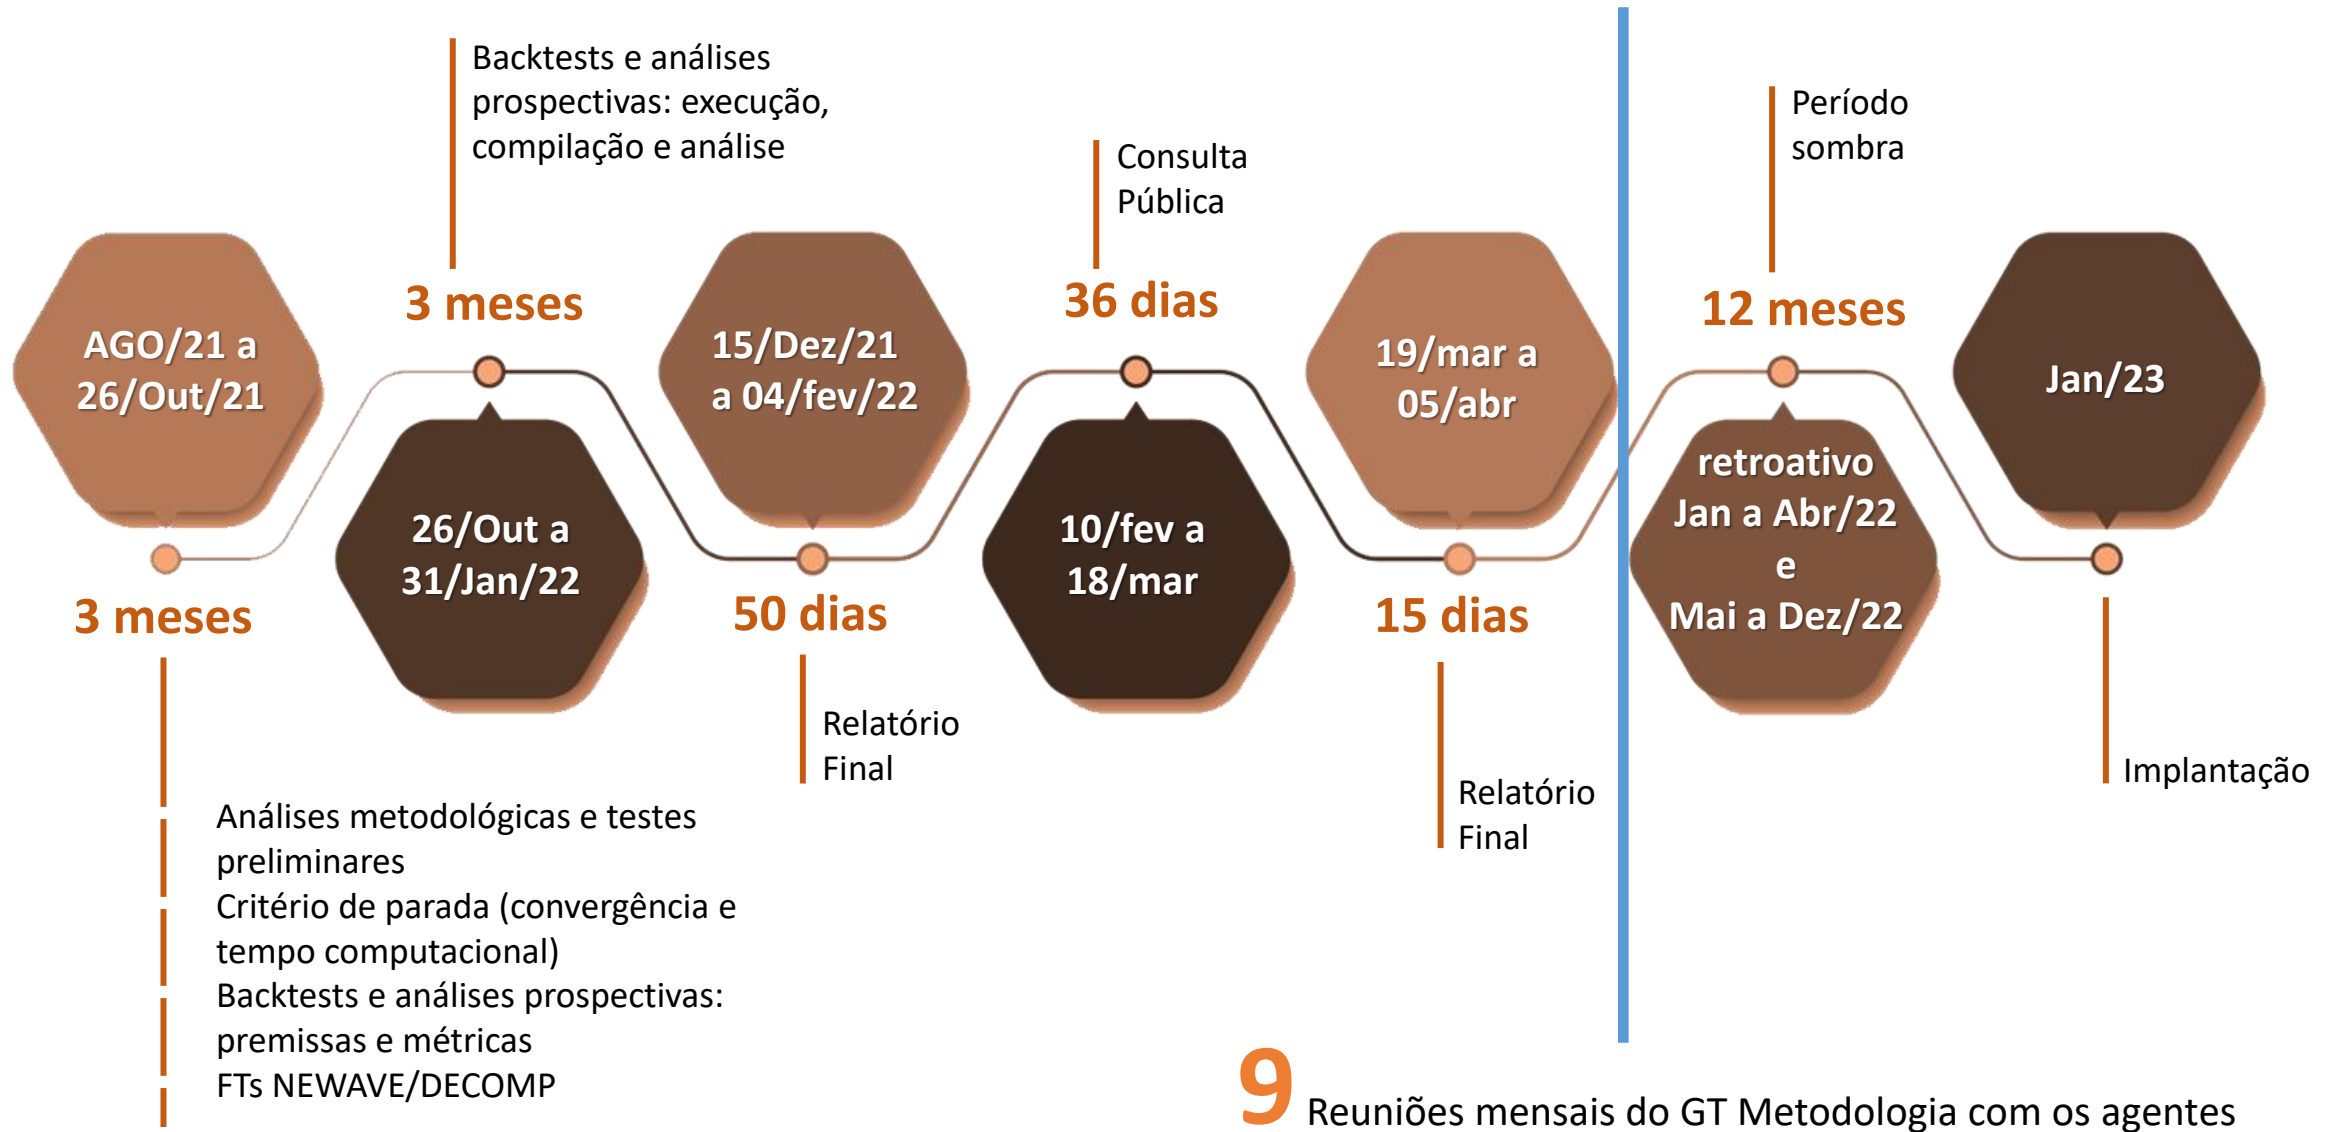 AGO/21 a
26/Out/21
3 meses
Análises metodológicas e testes
preliminares
Critério de parada (convergência e
tempo computacional)
Backtests e análises prospectivas:
premissas e métricas
FTs NEWAVE/DECOMP
Backtests e análises
prospectivas: execução,
compilação e análise
3 meses
26/Out a
31/Jan/22
15/Dez/21
a 04/fev/22
50 dias
Relatório
Final
Consulta
Pública
36 dias
10/fev a
18/mar
19/mar a
05/abr
15 dias
Relatório
Final
Período
sombra
12 meses
retroativo
Jan a Abr/22
e
Mai a Dez/22
Jan/23
Implantação
9 Reuniões mensais do GT Metodologia com os agentes